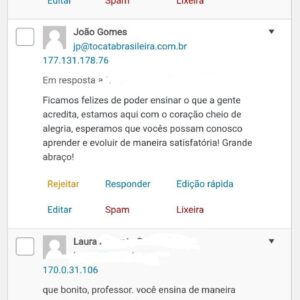 Editar Spam Lixeira
João Gomes
jp@tocatabrasileira.com.br
177.131.178.76
Em resposta
Ficamos felizes de poder ensinar o que a gente
acredita, estamos aqui com o coração cheio de
alegria, esperamos que vocês possam conosco
aprender e evoluir de maneira satisfatória! Grande
abraço!
Rejeitar Responder Edição rápida
Editar Spam Lixeira
Laura
170.0.31.106
que bonito, professor. você ensina de maneira